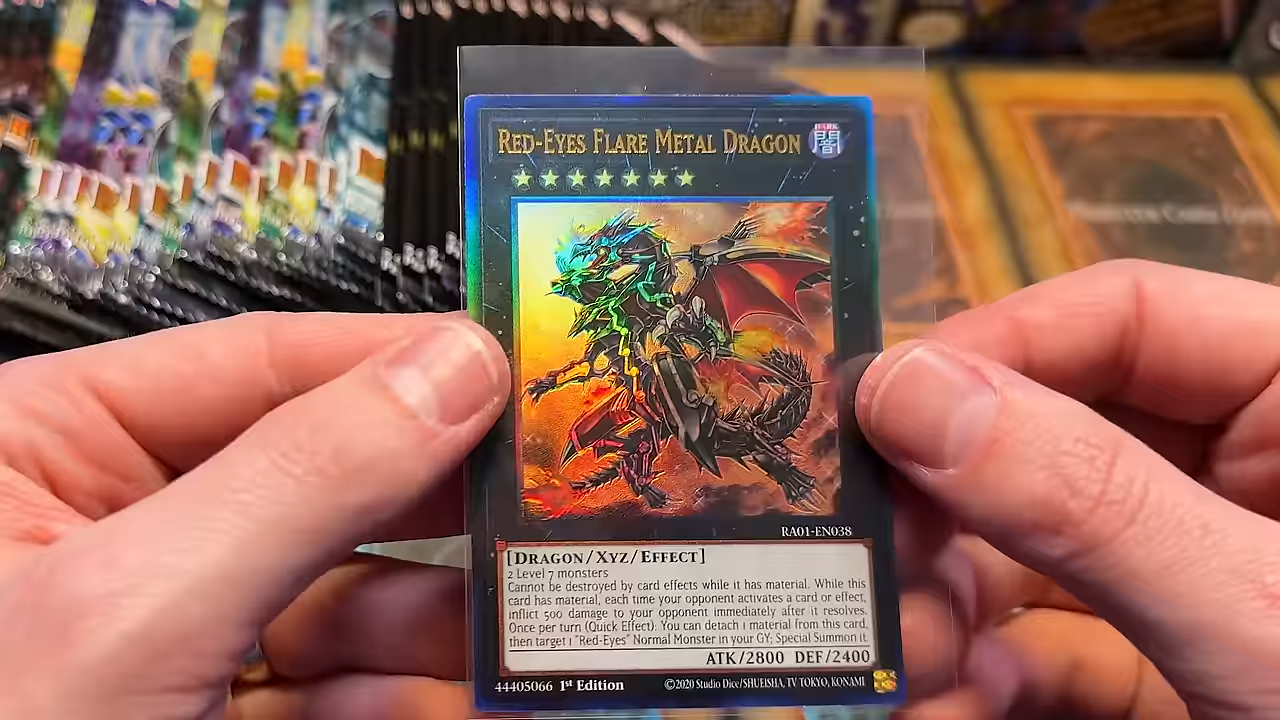 RED-EYES FLARE METAL DRAGON
DARK
闇
RA01-EN038
[DRAGON/XYZ/EFFECT]
2 Level 7 monsters
Cannot be destroyed by card effects while it has material. While this
card has material, each time your opponent activates a card or effect,
inflict 500 damage to your opponent immediately after it resolves.
Once per turn (Quick Effect): You can detach 1 material from this card,
then target 1 "Red-Eyes" Normal Monster in your GY; Special Summon it.
ATK/2800 DEF/2400
44405066 1st Edition ©2020 Studio Dice/SHUEISHA, TV TOKYO, KONAMI